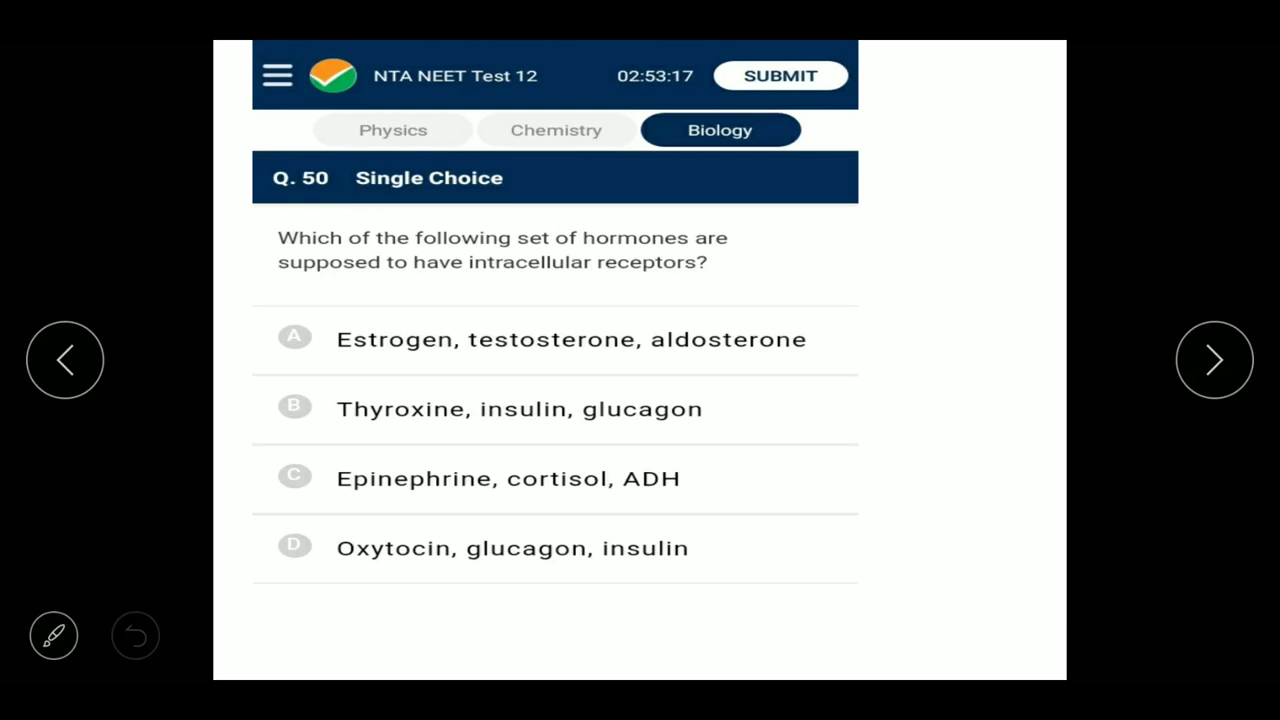 NTA NEET Test 12 02:53:17 SUBMIT
Physics Chemistry Biology
Q. 50 Single Choice
Which of the following set of hormones are
supposed to have intracellular receptors?
A Estrogen, testosterone, aldosterone
B Thyroxine, insulin, glucagon
C Epinephrine, cortisol, ADH
D Oxytocin, glucagon, insulin